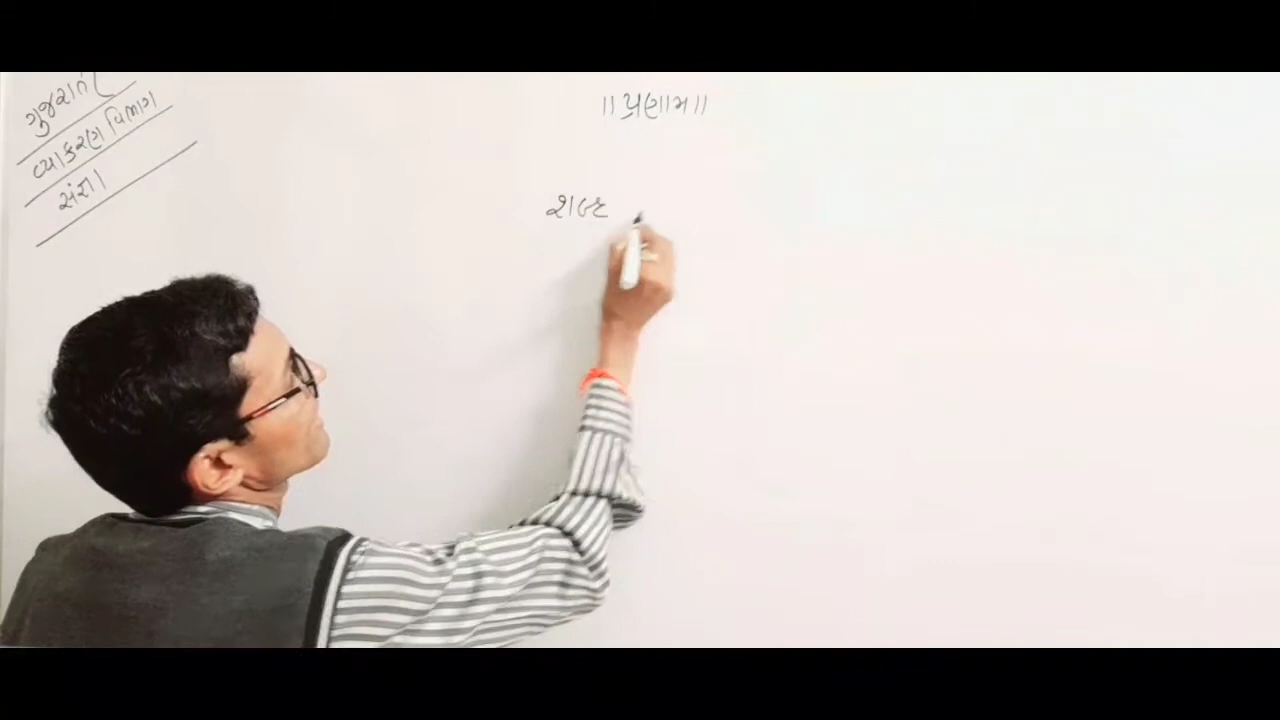 ગુજરાતી
વ્યાકરણ વિભાગ
સંજ્ઞા
॥ પ્રણામ ॥
શબ્દ